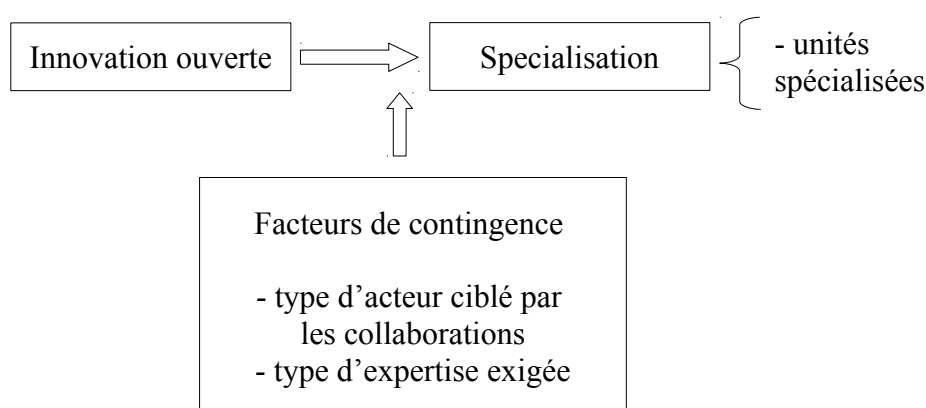 Innovation ouverte
Specialisation
- unités
spécialisées
Facteurs de contingence
- type d’acteur ciblé par
les collaborations
- type d’expertise exigée